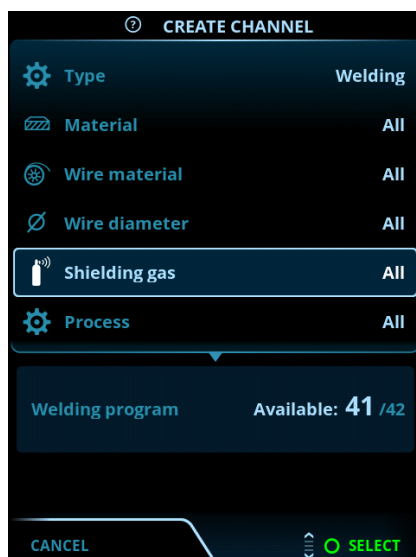 ? CREATE CHANNEL
Type Welding
Material All
Wire material All
Wire diameter All
Shielding gas All
Process All
Welding program Available: 41 /42
CANCEL SELECT